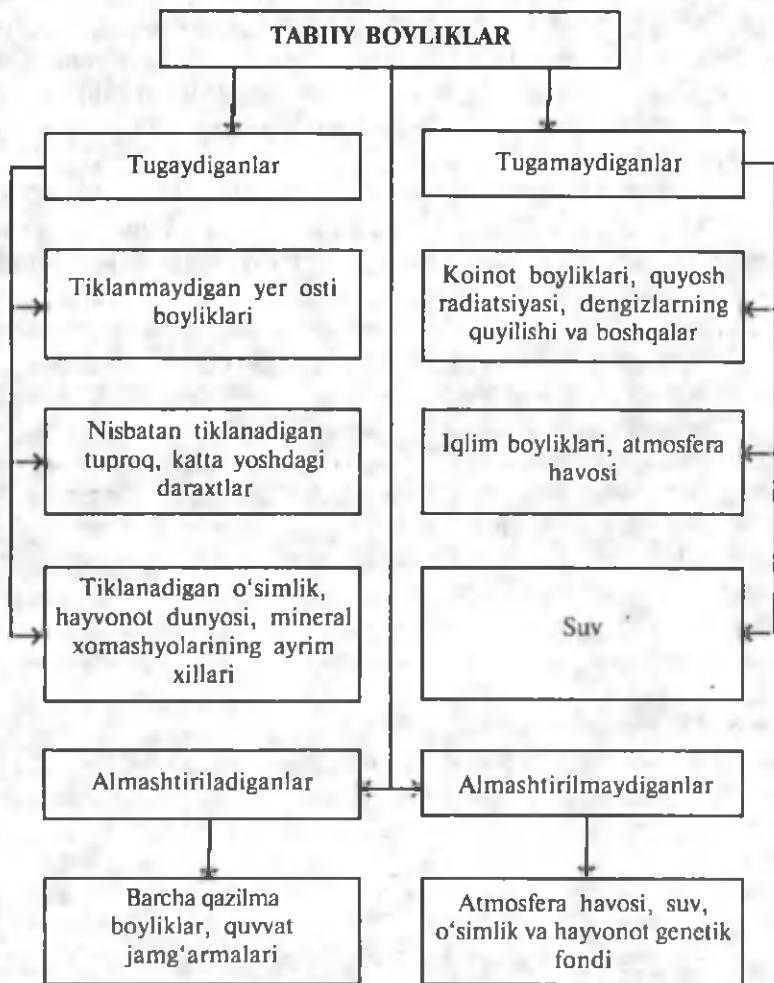 TABIIY BOYLIKLAR
Tugaydiganlar
Tugamaydiganlar
Tiklanmaydigan yer osti
boyliklari
Koinot boyliklari, quyosh
radiatsiyasi, dengizlarning
quyilishi va boshqalar
Nisbatan tiklanadigan
tuproq, katta yoshdagi
daraxtlar
Iqlim boyliklari, atmosfera
havosi
Tiklanadigan o‘simlik,
hayvonot dunyosi, mineral
xomashyolarining ayrim
xillari
Suv
Almashtiriladiganlar
Almashtirilmaydiganlar
Barcha qazilma
boyliklar, quvvat
jamg‘armalari
Atmosfera havosi, suv,
o‘simlik va hayvonot genetik
fondi